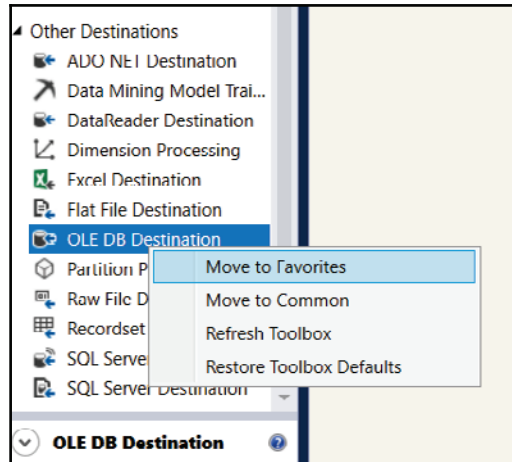 Other Destinations
ADO NET Destination
Data Mining Model Trai...
DataReader Destination
Dimension Processing
Excel Destination
Flat File Destination
OLE DB Destination
Partition P
Move to Favorites
Raw File D
Move to Common
Recordset
Refresh Toolbox
SQL Serve
Restore Toolbox Defaults
SQL Server Destination
OLE DB Destination